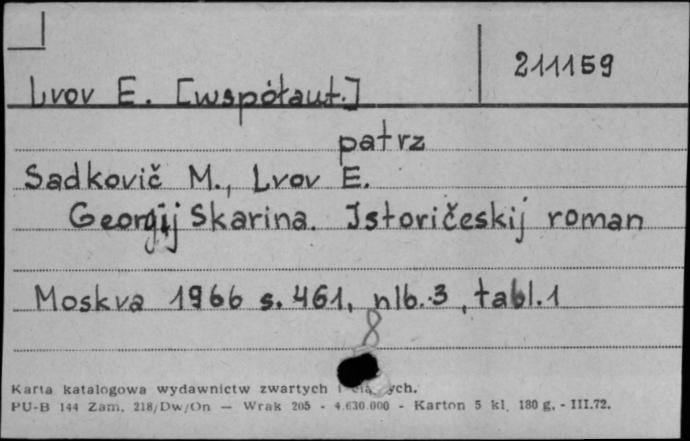 211159
Lvov E. [współaut.]
patrz
Sadkovič M., Lvov E.
Georgij Skarina. Istoričeskij roman
Moskva 1966 s. 461, nlb. 3, tabl. 1
8
Karta katalogowa wydawnictw zwartych i ych.
PU-B 144 Zam. 218/Dw/On — Wrak 205 - 4.630.000 - Karton 5 kl. 180 g. - III.72.